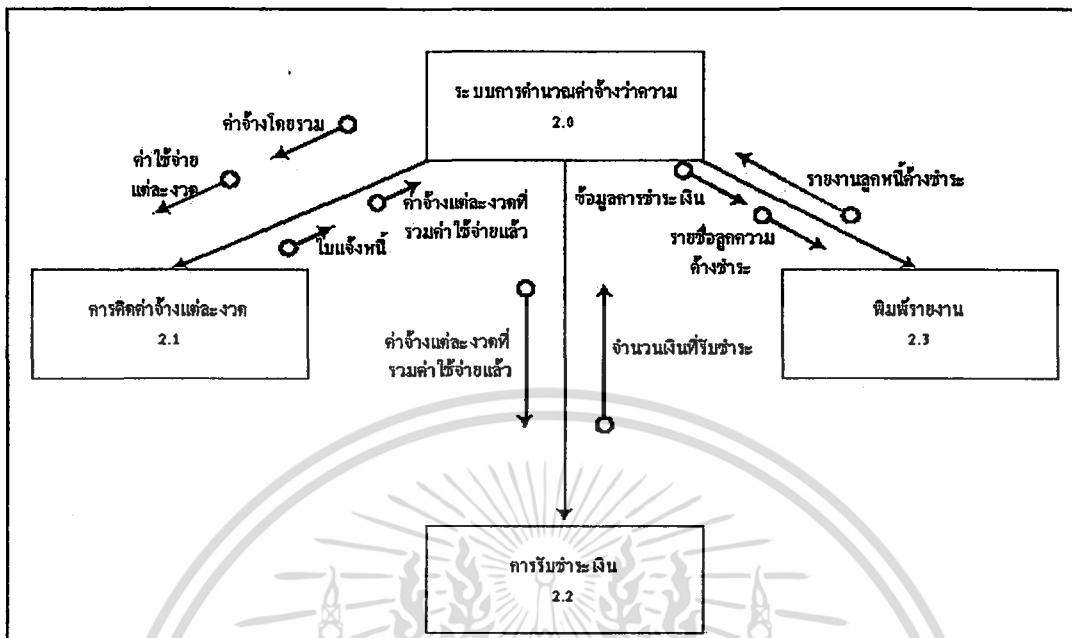 ระบบการคำนวณค่าจ้างว่าความ
2.0
ค่าจ้างโดยรวม
ค่าใช้จ่าย
แต่ละงวด
ค่าจ้างแต่ละงวดที่
รวมค่าใช้จ่ายแล้ว
ใบแจ้งหนี้
ข้อมูลการชำระเงิน
รายงานลูกหนี้ค้างชำระ
รายชื่อลูกความ
ค้างชำระ
การคิดค่าจ้างแต่ละงวด
2.1
ค่าจ้างแต่ละงวดที่
รวมค่าใช้จ่ายแล้ว
จำนวนเงินที่รับชำระ
พิมพ์รายงาน
2.3
การรับชำระเงิน
2.2